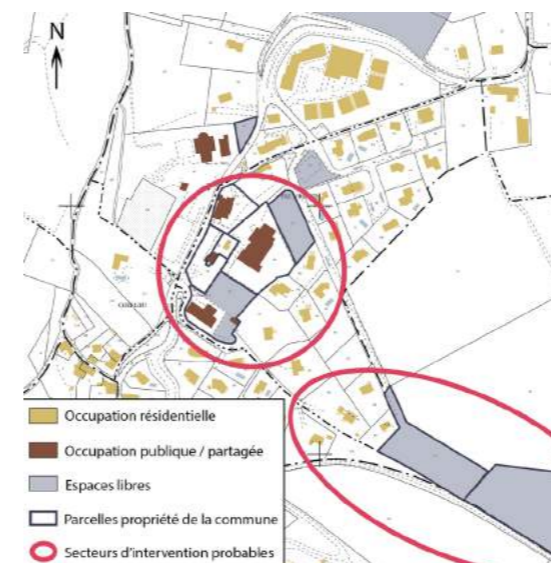 N
Occupation résidentielle
Occupation publique / partagée
Espaces libres
Parcelles propriété de la commune
Secteurs d'intervention probables